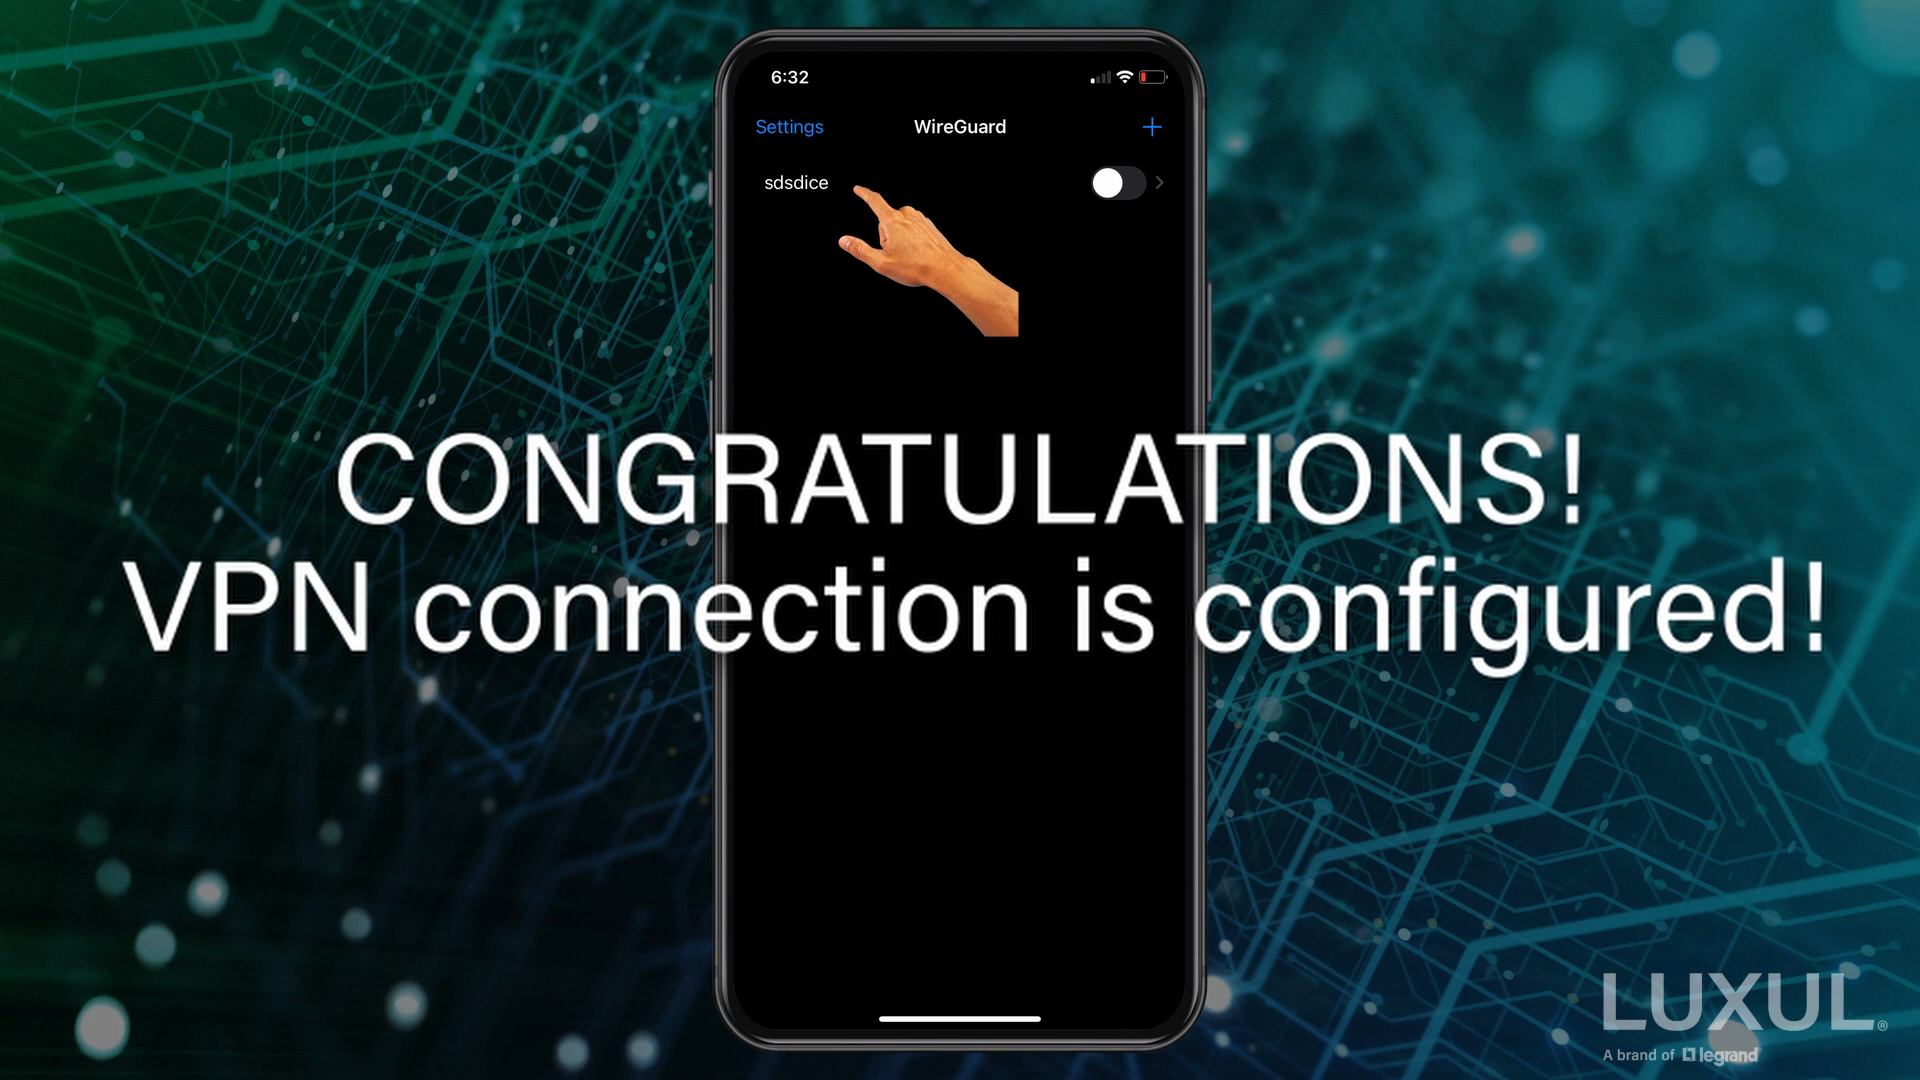 6:32
Settings
WireGuard
sdsdice
CONGRATULATIONS!
VPN connection is configured!
LUXUL®
A brand of legrand